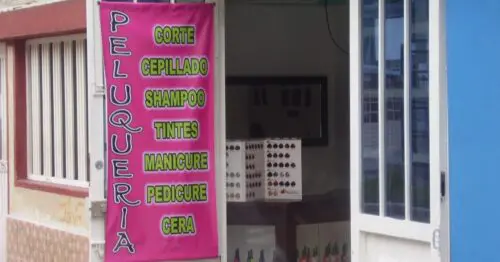 PELUQUERIA
CORTE
CEPILLADO
SHAMPOO
TINTES
MANICURE
PEDICURE
CERA